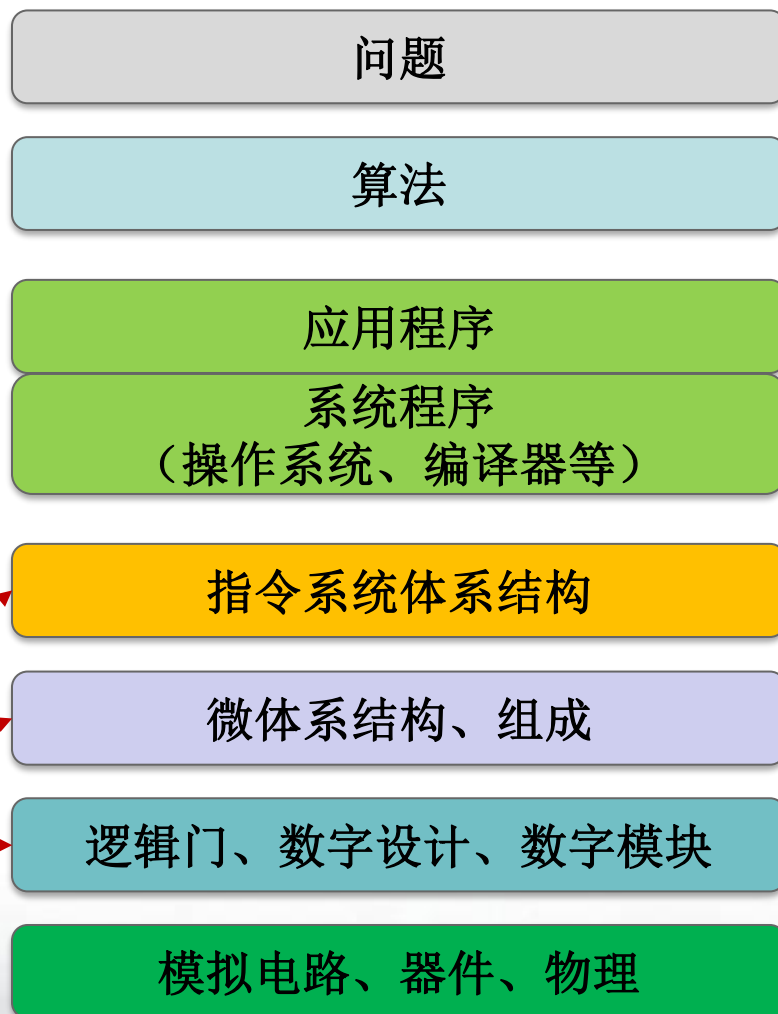 问题
算法
应用程序
系统程序
（操作系统、编译器等）
指令系统体系结构
微体系结构、组成
逻辑门、数字设计、数字模块
模拟电路、器件、物理